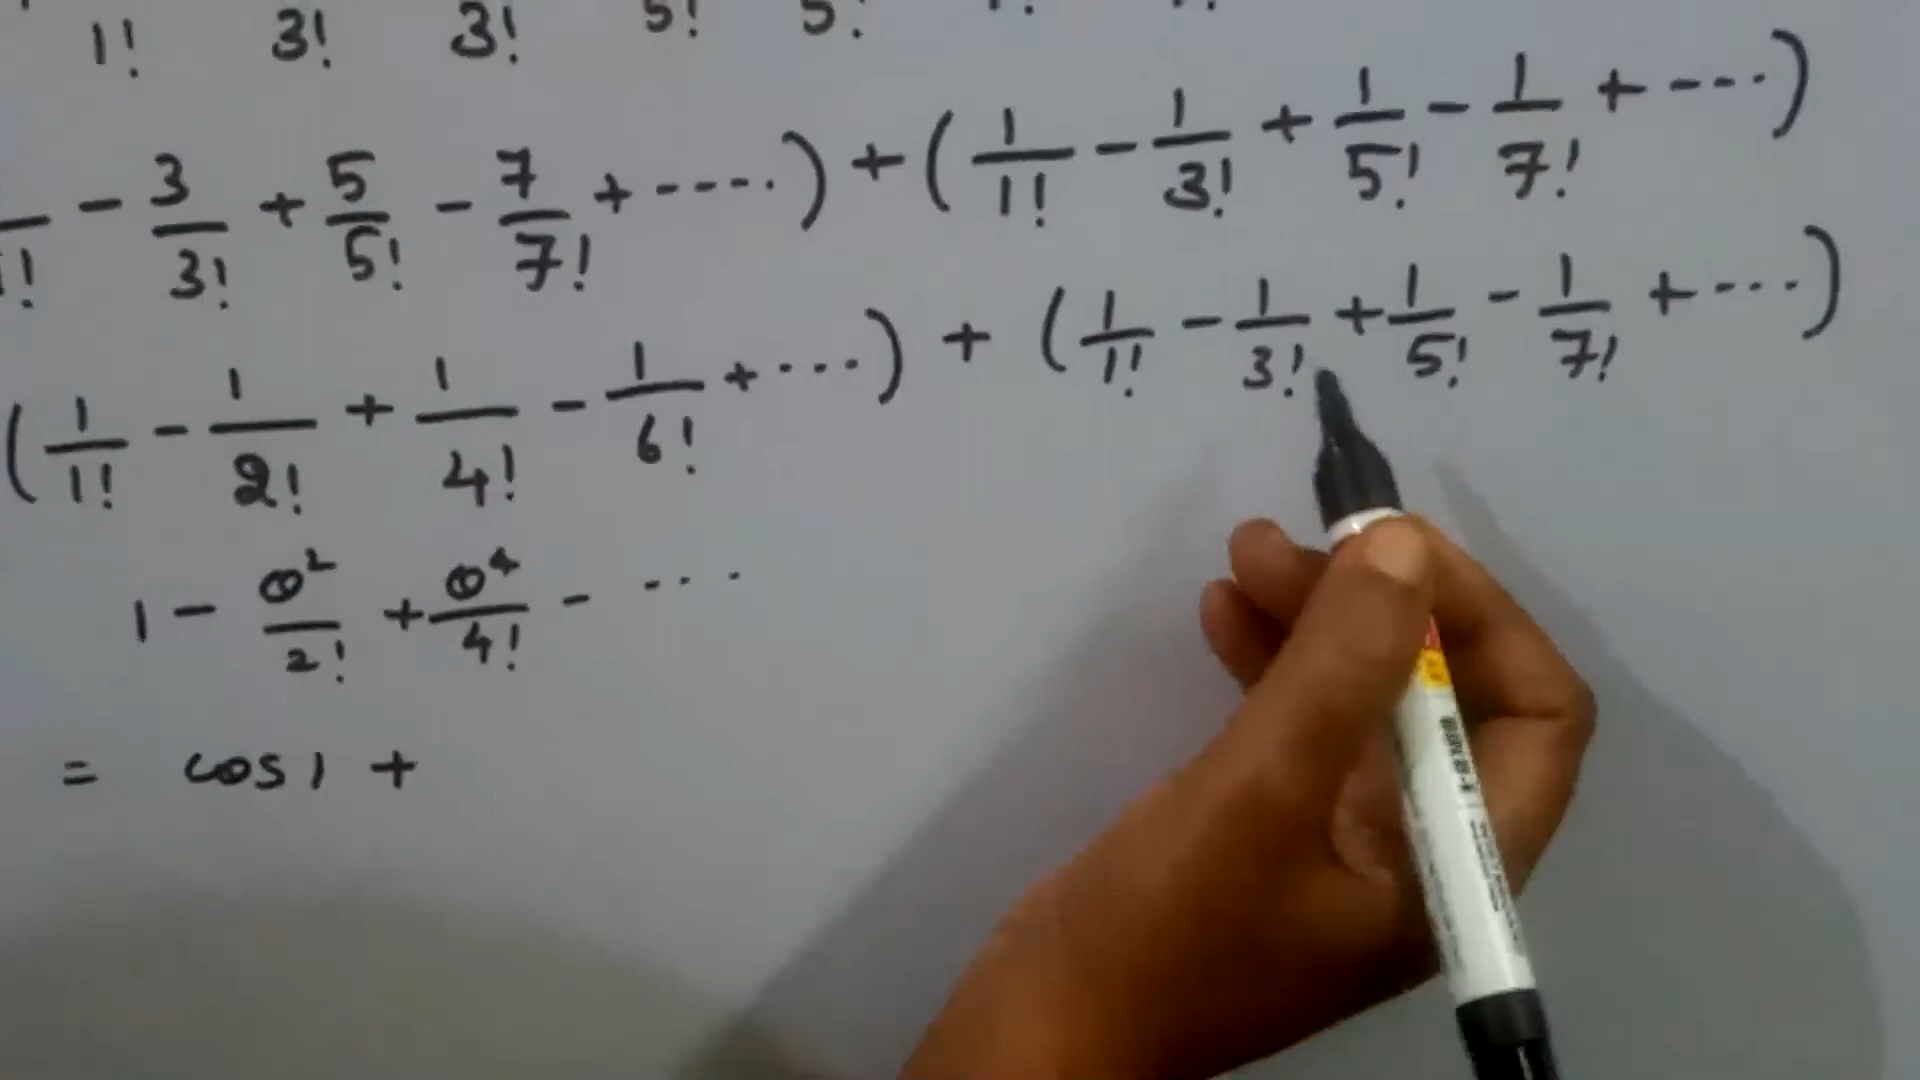 1! 3! 3! 5! 5!
1! - 3/3! + 5/5! - 7/7! + ----) + (1/1! - 1/3! + 1/5! - 1/7! + ----)
(1/1! - 1/2! + 1/4! - 1/6! + ...) + (1/1! - 1/3! + 1/5! - 1/7! + ...)
1 - θ²/2! + θ⁴/4! - ...
= cos 1 +